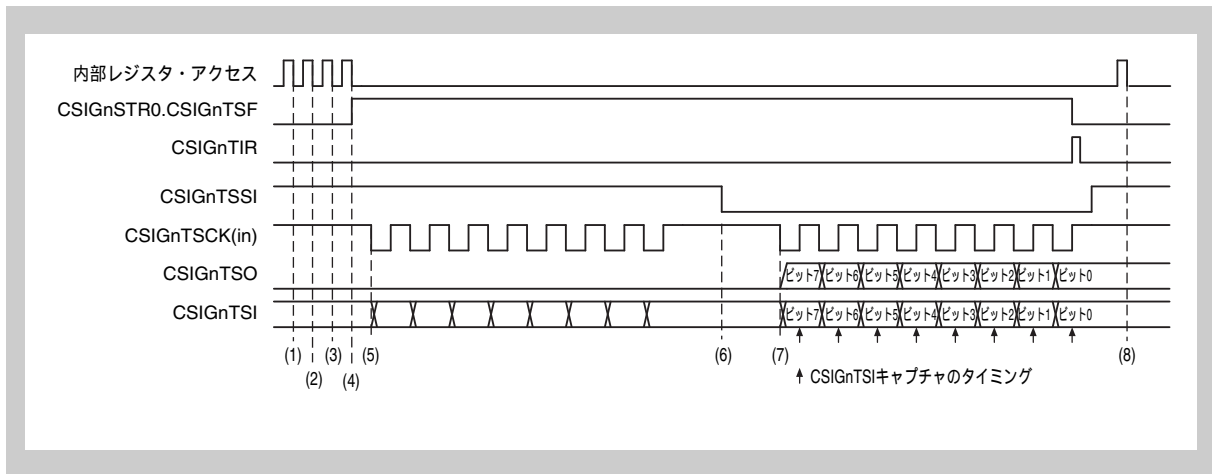 内部レジスタ・アクセス
CSIGnSTR0.CSIGnTSF
CSIGnTIR
CSIGnTSSI
CSIGnTSCK(in)
CSIGnTSO
ビット7 ビット6 ビット5 ビット4 ビット3 ビット2 ビット1 ビット0
CSIGnTSI
ビット7 ビット6 ビット5 ビット4 ビット3 ビット2 ビット1 ビット0
(1) (3) (5) (6) (7) (8)
(2) (4)
CSIGnTSIキャプチャのタイミング